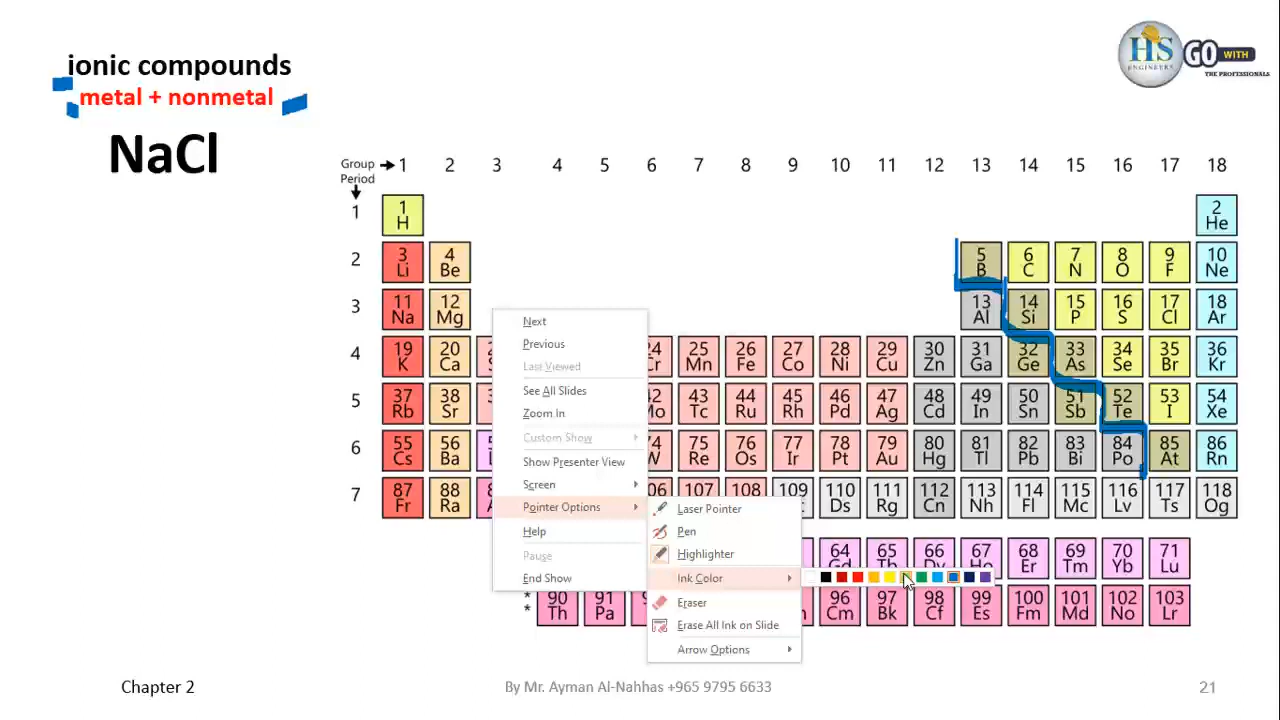 ionic compounds
metal + nonmetal
NaCl
HS
ENGINEERS
GO WITH
THE PROFESSIONALS
Group 1 2 3 4 5 6 7 8 9 10 11 12 13 14 15 16 17 18
Period
1 1 H 2 He
2 3 Li 4 Be 5 B 6 C 7 N 8 O 9 F 10 Ne
3 11 Na 12 Mg 13 Al 14 Si 15 P 16 S 17 Cl 18 Ar
4 19 K 20 Ca 25 Mn 26 Fe 27 Co 28 Ni 29 Cu 30 Zn 31 Ga 32 Ge 33 As 34 Se 35 Br 36 Kr
5 37 Rb 38 Sr 43 Tc 44 Ru 45 Rh 46 Pd 47 Ag 48 Cd 49 In 50 Sn 51 Sb 52 Te 53 I 54 Xe
6 55 Cs 56 Ba 74 W 75 Re 76 Os 77 Ir 78 Pt 79 Au 80 Hg 81 Tl 82 Pb 83 Bi 84 Po 85 At 86 Rn
7 87 Fr 88 Ra 106 107 108 109 110 Ds 111 Rg 112 Cn 113 Nh 114 Fl 115 Mc 116 Lv 117 Ts 118 Og
64 65 Tb 66 67 68 Er 69 Tm 70 Yb 71 Lu
* 90 Th 91 Pa 96 Cm 97 Bk 98 Cf 99 Es 100 Fm 101 Md 102 No 103 Lr
*
Next
Previous
Last Viewed
See All Slides
Zoom In
Custom Show
Show Presenter View
Screen
Pointer Options
Help
Pause
End Show
Laser Pointer
Pen
Highlighter
Ink Color
Eraser
Erase All Ink on Slide
Arrow Options
Chapter 2
By Mr. Ayman Al-Nahhas +965 9795 6633
21